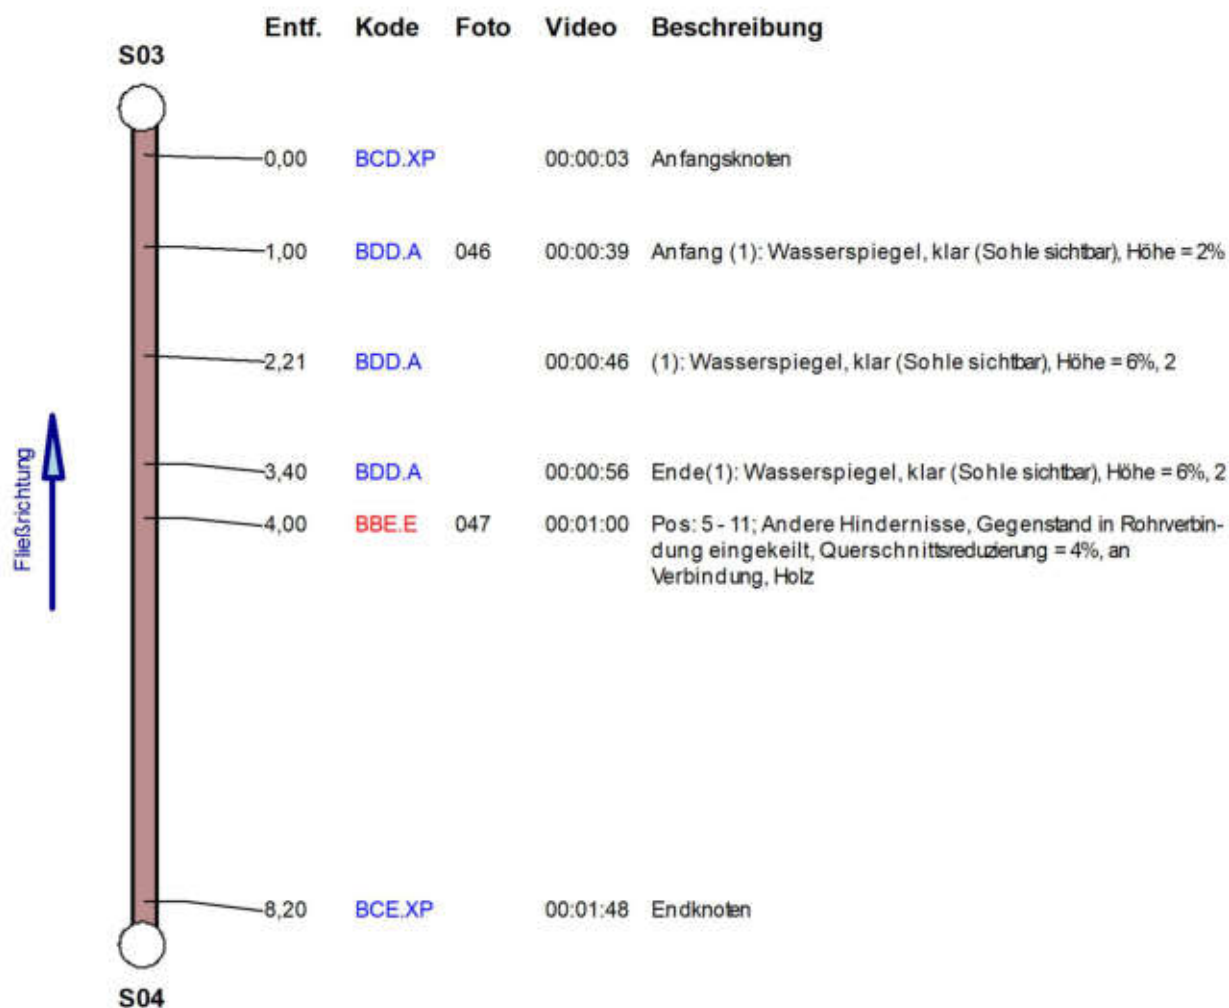 Entf. Kode Foto Video Beschreibung
S03
0,00 BCD.XP 00:00:03 Anfangsknoten
1,00 BDD.A 046 00:00:39 Anfang (1): Wasserspiegel, klar (Sohle sichtbar), Höhe = 2%
2,21 BDD.A 00:00:46 (1): Wasserspiegel, klar (Sohle sichtbar), Höhe = 6%, 2
Fließrichtung
3,40 BDD.A 00:00:56 Ende(1): Wasserspiegel, klar (Sohle sichtbar), Höhe = 6%, 2
4,00 BBE.E 047 00:01:00 Pos: 5 - 11; Andere Hindernisse, Gegenstand in Rohrverbin-
dung eingekeilt, Querschnittsreduzierung = 4%, an
Verbindung, Holz
8,20 BCE.XP 00:01:48 Endknoten
S04